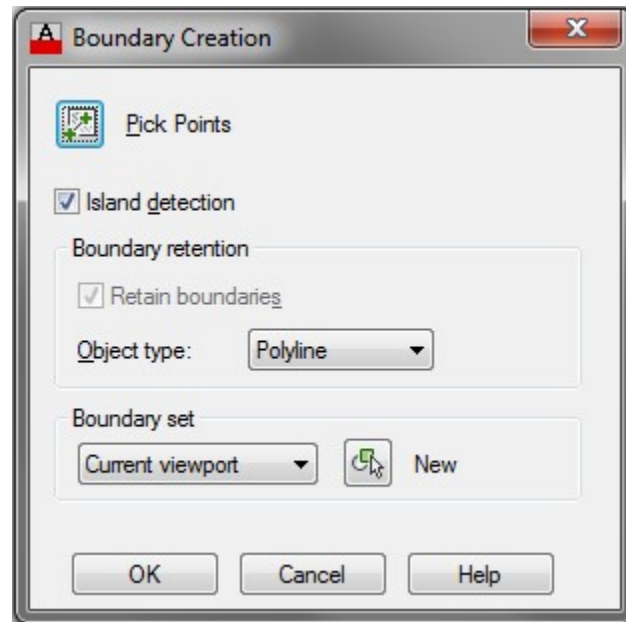 A Boundary Creation
Pick Points
Island detection
Boundary retention
Retain boundaries
Object type: Polyline
Boundary set
Current viewport New
OK Cancel Help